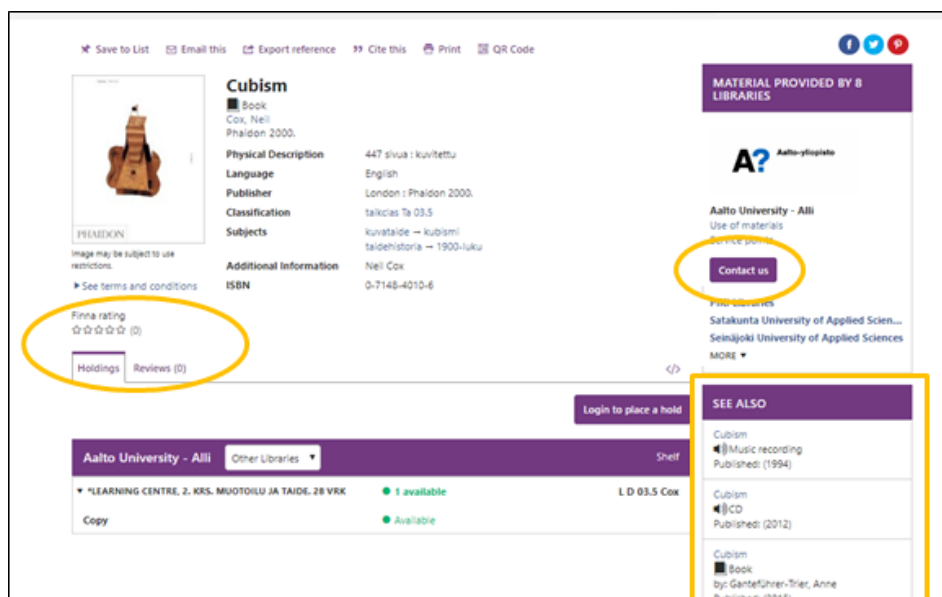 Save to List Email this Export reference Cite this Print QR Code
PHAIDON
Image may be subject to use
restrictions.
See terms and conditions
Finna rating
(0)
Cubism
Book
Cox, Neil
Phaidon 2000.
Physical Description 447 sivua : kuvitettu
Language English
Publisher London : Phaidon 2000.
Classification taikclas Ta 03.5
Subjects kuvataide — kubismi
taidehistoria — 1900-luku
Additional Information Neil Cox
ISBN 0-7148-4010-6
Holdings Reviews (0) </>
Login to place a hold
Aalto University - Alli Other Libraries ▼ Shelf
▼ *LEARNING CENTRE, 2. KRS. MUOTOILU JA TAIDE. 28 VRK 1 available L D 03.5 Cox
Copy Available
MATERIAL PROVIDED BY 8
LIBRARIES
A? Aalto-yliopisto
Aalto University - Alli
Use of materials
Service points
Contact us
Piki Libraries
Satakunta University of Applied Scien...
Seinäjoki University of Applied Sciences
MORE ▼
SEE ALSO
Cubism
Music recording
Published: (1994)
Cubism
CD
Published: (2012)
Cubism
Book
by: Ganteführer-Trier, Anne